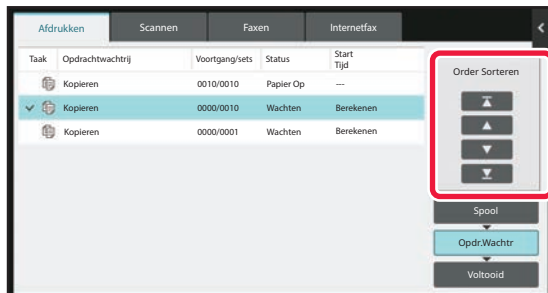 Afdrukken Scannen Faxen Internetfax
Taak Opdrachtwachtrij Voortgang/sets Status Start Tijd
Kopieren 0010/0010 Papier Op ---
Kopieren 0000/0010 Wachten Berekenen
Kopieren 0000/0001 Wachten Berekenen
Order Sorteren
Spool
Opdr.Wachtr
Voltooid